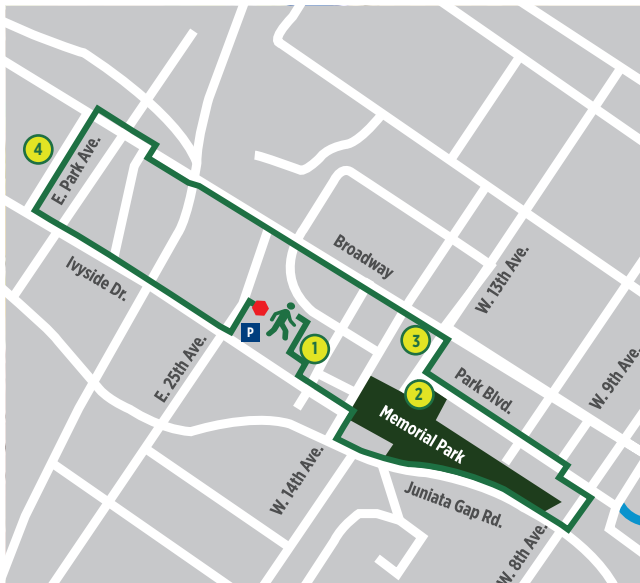 4
E. Park Ave.
Broadway
Ivyside Dr.
W. 13th Ave.
P
1
3
E. 25th Ave.
2
Park Blvd.
W. 9th Ave.
Memorial Park
W. 14th Ave.
Juniata Gap Rd.
W. 8th Ave.